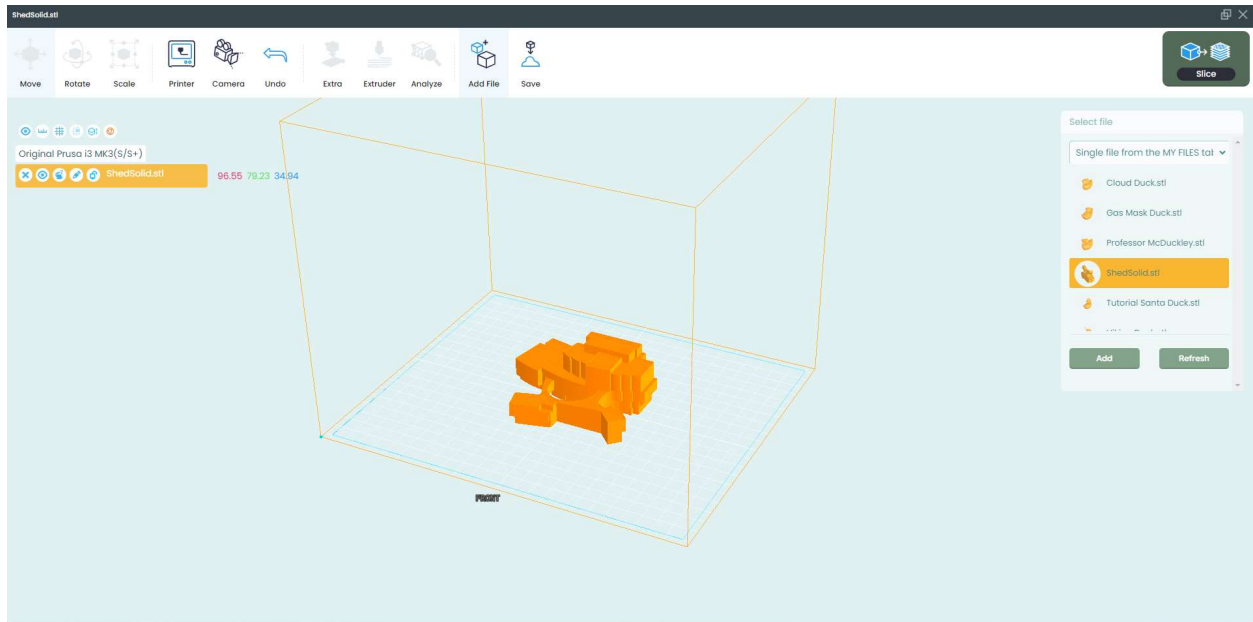 ShedSolid.stl
Move Rotate Scale Printer Camera Undo Extra Extruder Analyze Add File Save Slice
Original Prusa i3 MK3(S/S+)
ShedSolid.stl 96.55 79.23 34.94
FRONT
Select file
Single file from the MY FILES tal
Cloud Duck.stl
Gas Mask Duck.stl
Professor McDuckley.stl
ShedSolid.stl
Tutorial Santa Duck.stl
Add Refresh